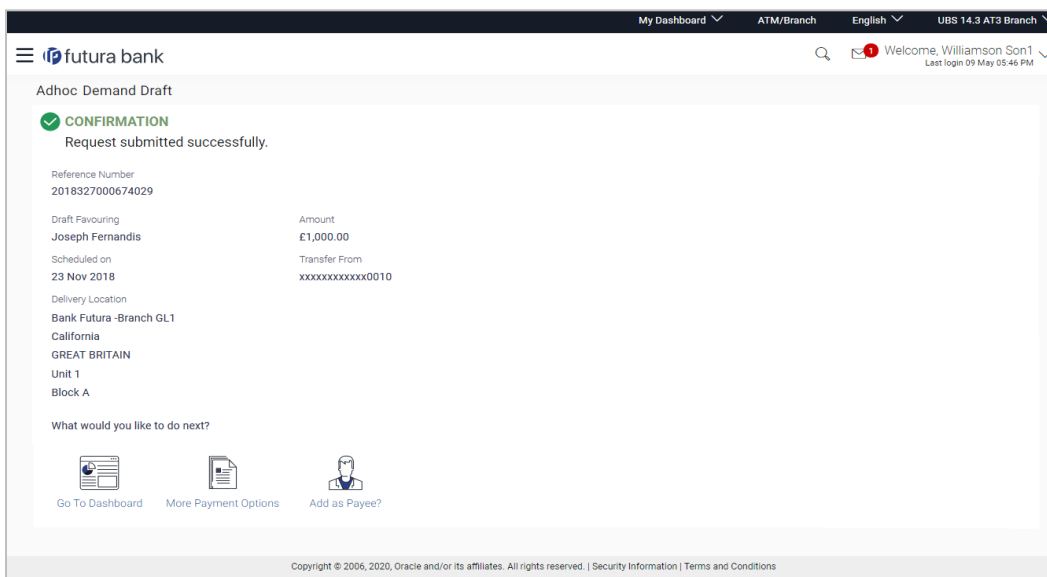 My Dashboard ATM/Branch English UBS 14.3 AT3 Branch
futura bank
1 Welcome, Williamson Son1
Last login 09 May 05:46 PM
Adhoc Demand Draft
CONFIRMATION
Request submitted successfully.
Reference Number
2018327000674029
Draft Favouring Amount
Joseph Fernandis £1,000.00
Scheduled on Transfer From
23 Nov 2018 xxxxxxxxxxxx0010
Delivery Location
Bank Futura -Branch GL1
California
GREAT BRITAIN
Unit 1
Block A
What would you like to do next?
Go To Dashboard More Payment Options Add as Payee?
Copyright © 2006, 2020, Oracle and/or its affiliates. All rights reserved. | Security Information | Terms and Conditions